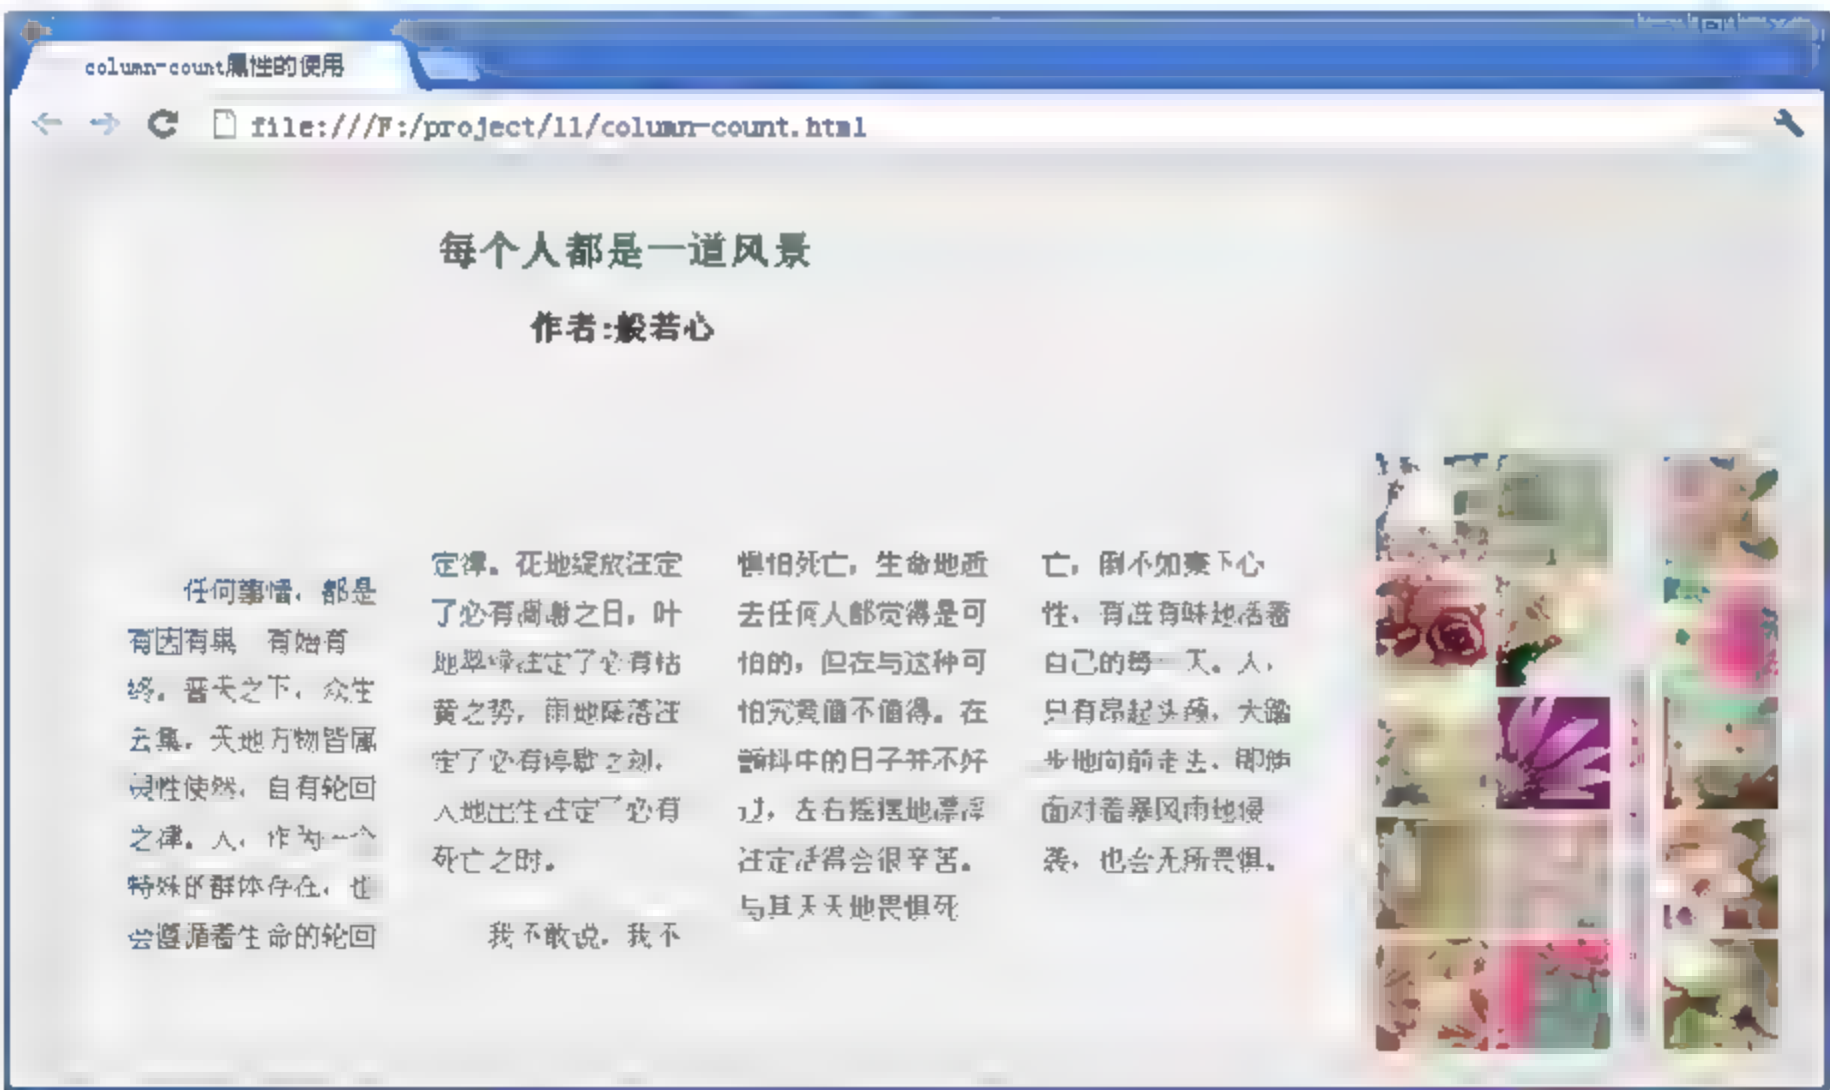 column-count属性的使用
file:///F:/project/11/column-count.html
每个人都是一道风景
作者:般若心
任何事情，都是
有因有果 有始有
终。普天之下，众生
云集，天地万物皆属
灵性使然，自有轮回
之律。人，作为一个
特殊的群体存在，也
会遵循着生命的轮回
定律。花地绽放注定
了必有凋谢之日，叶
地翠绿注定了必有枯
黄之势，雨地降落注
定了必有停歇之刻，
人地出生注定了必有
死亡之时。
我不敢说，我不
惧怕死亡，生命地逝
去任何人都觉得是可
怕的，但在与这种可
怕究竟值不值得。在
颤抖中的日子并不好
过，左右摇摆地漂浮
注定活得会很辛苦。
与其天天地畏惧死
亡，倒不如素下心
性，有滋有味地活着
自己的每一天。人，
只有昂起头颅，大踏
步地向前走去，即使
面对着暴风雨地侵
袭，也会无所畏惧。